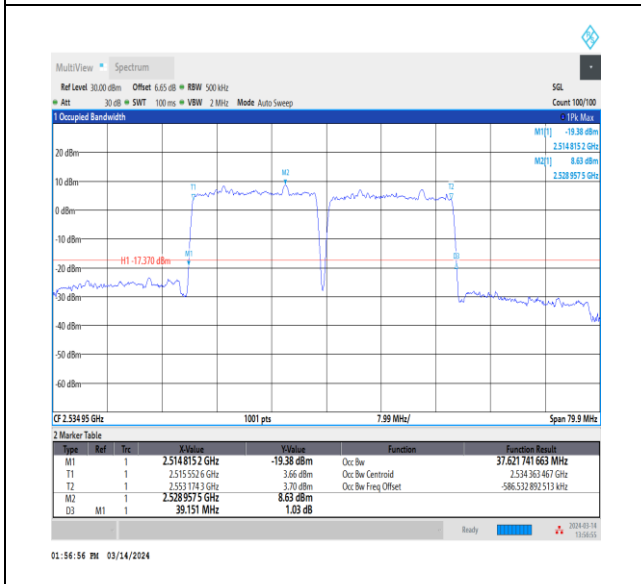 MultiView Spectrum
Ref Level 30.00 dBm Offset 6.65 dB RBW 500 kHz SGL
Att 30 dB SWT 100 ms VBW 2 MHz Mode Auto Sweep Count 100/100
1 Occupied Bandwidth 1Pk Max
M1[1] -19.38 dBm
2.514 815 2 GHz
M2[1] 8.63 dBm
2.528 957 5 GHz
20 dBm
10 dBm
0 dBm
-10 dBm
-20 dBm
-30 dBm
-40 dBm
-50 dBm
-60 dBm
T1
M2
T2
M1
D3
H1 -17.370 dBm
CF 2.534 95 GHz 1001 pts 7.99 MHz/ Span 79.9 MHz
2 Marker Table
Type Ref Trc X-Value Y-Value Function Function Result
M1 1 2.514 815 2 GHz -19.38 dBm Occ Bw 37.621 741 663 MHz
T1 1 2.515 552 6 GHz 3.66 dBm Occ Bw Centroid 2.534 363 467 GHz
T2 1 2.553 174 3 GHz 3.70 dBm Occ Bw Freq Offset -586.532 892 513 kHz
M2 1 2.528 957 5 GHz 8.63 dBm
D3 M1 1 39.151 MHz 1.03 dB
Ready 2024-03-14
13:56:55
01:56:56 PM 03/14/2024